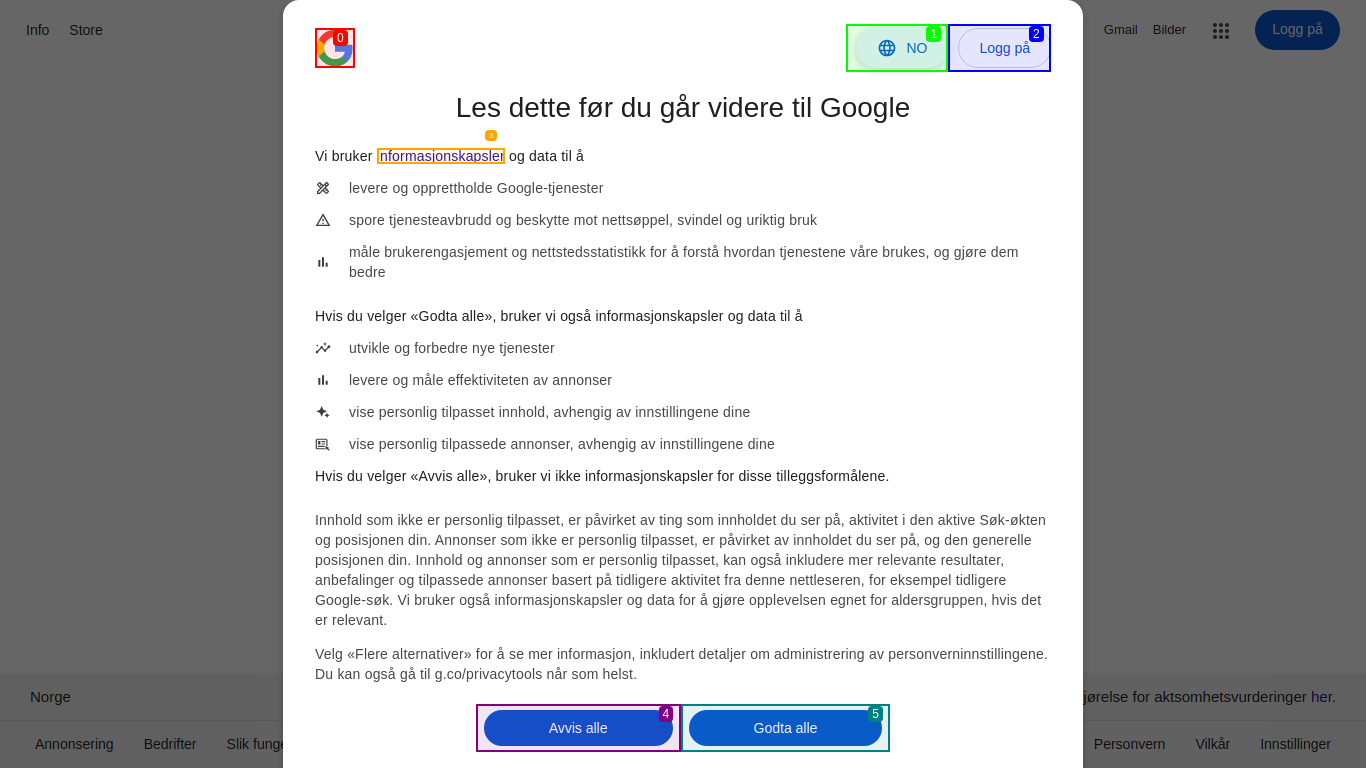 Info Store Gmail Bilder Logg på
0 1 NO 2 Logg på
Les dette før du går videre til Google
3
Vi bruker informasjonskapsler og data til å
levere og opprettholde Google-tjenester
spore tjenesteavbrudd og beskytte mot nettsøppel, svindel og uriktig bruk
måle brukerengasjement og nettstedsstatistikk for å forstå hvordan tjenestene våre brukes, og gjøre dem
bedre
Hvis du velger «Godta alle», bruker vi også informasjonskapsler og data til å
utvikle og forbedre nye tjenester
levere og måle effektiviteten av annonser
vise personlig tilpasset innhold, avhengig av innstillingene dine
vise personlig tilpassede annonser, avhengig av innstillingene dine
Hvis du velger «Avvis alle», bruker vi ikke informasjonskapsler for disse tilleggsformålene.
Innhold som ikke er personlig tilpasset, er påvirket av ting som innholdet du ser på, aktivitet i den aktive Søk-økten
og posisjonen din. Annonser som ikke er personlig tilpasset, er påvirket av innholdet du ser på, og den generelle
posisjonen din. Innhold og annonser som er personlig tilpasset, kan også inkludere mer relevante resultater,
anbefalinger og tilpassede annonser basert på tidligere aktivitet fra denne nettleseren, for eksempel tidligere
Google-søk. Vi bruker også informasjonskapsler og data for å gjøre opplevelsen egnet for aldersgruppen, hvis det
er relevant.
Velg «Flere alternativer» for å se mer informasjon, inkludert detaljer om administrering av personverninnstillingene.
Du kan også gå til g.co/privacytools når som helst.
Norge for aktsomhetsvurderinger her.
Avvis alle 4 Godta alle 5
Annonsering Bedrifter Slik Personvern Vilkår Innstillinger